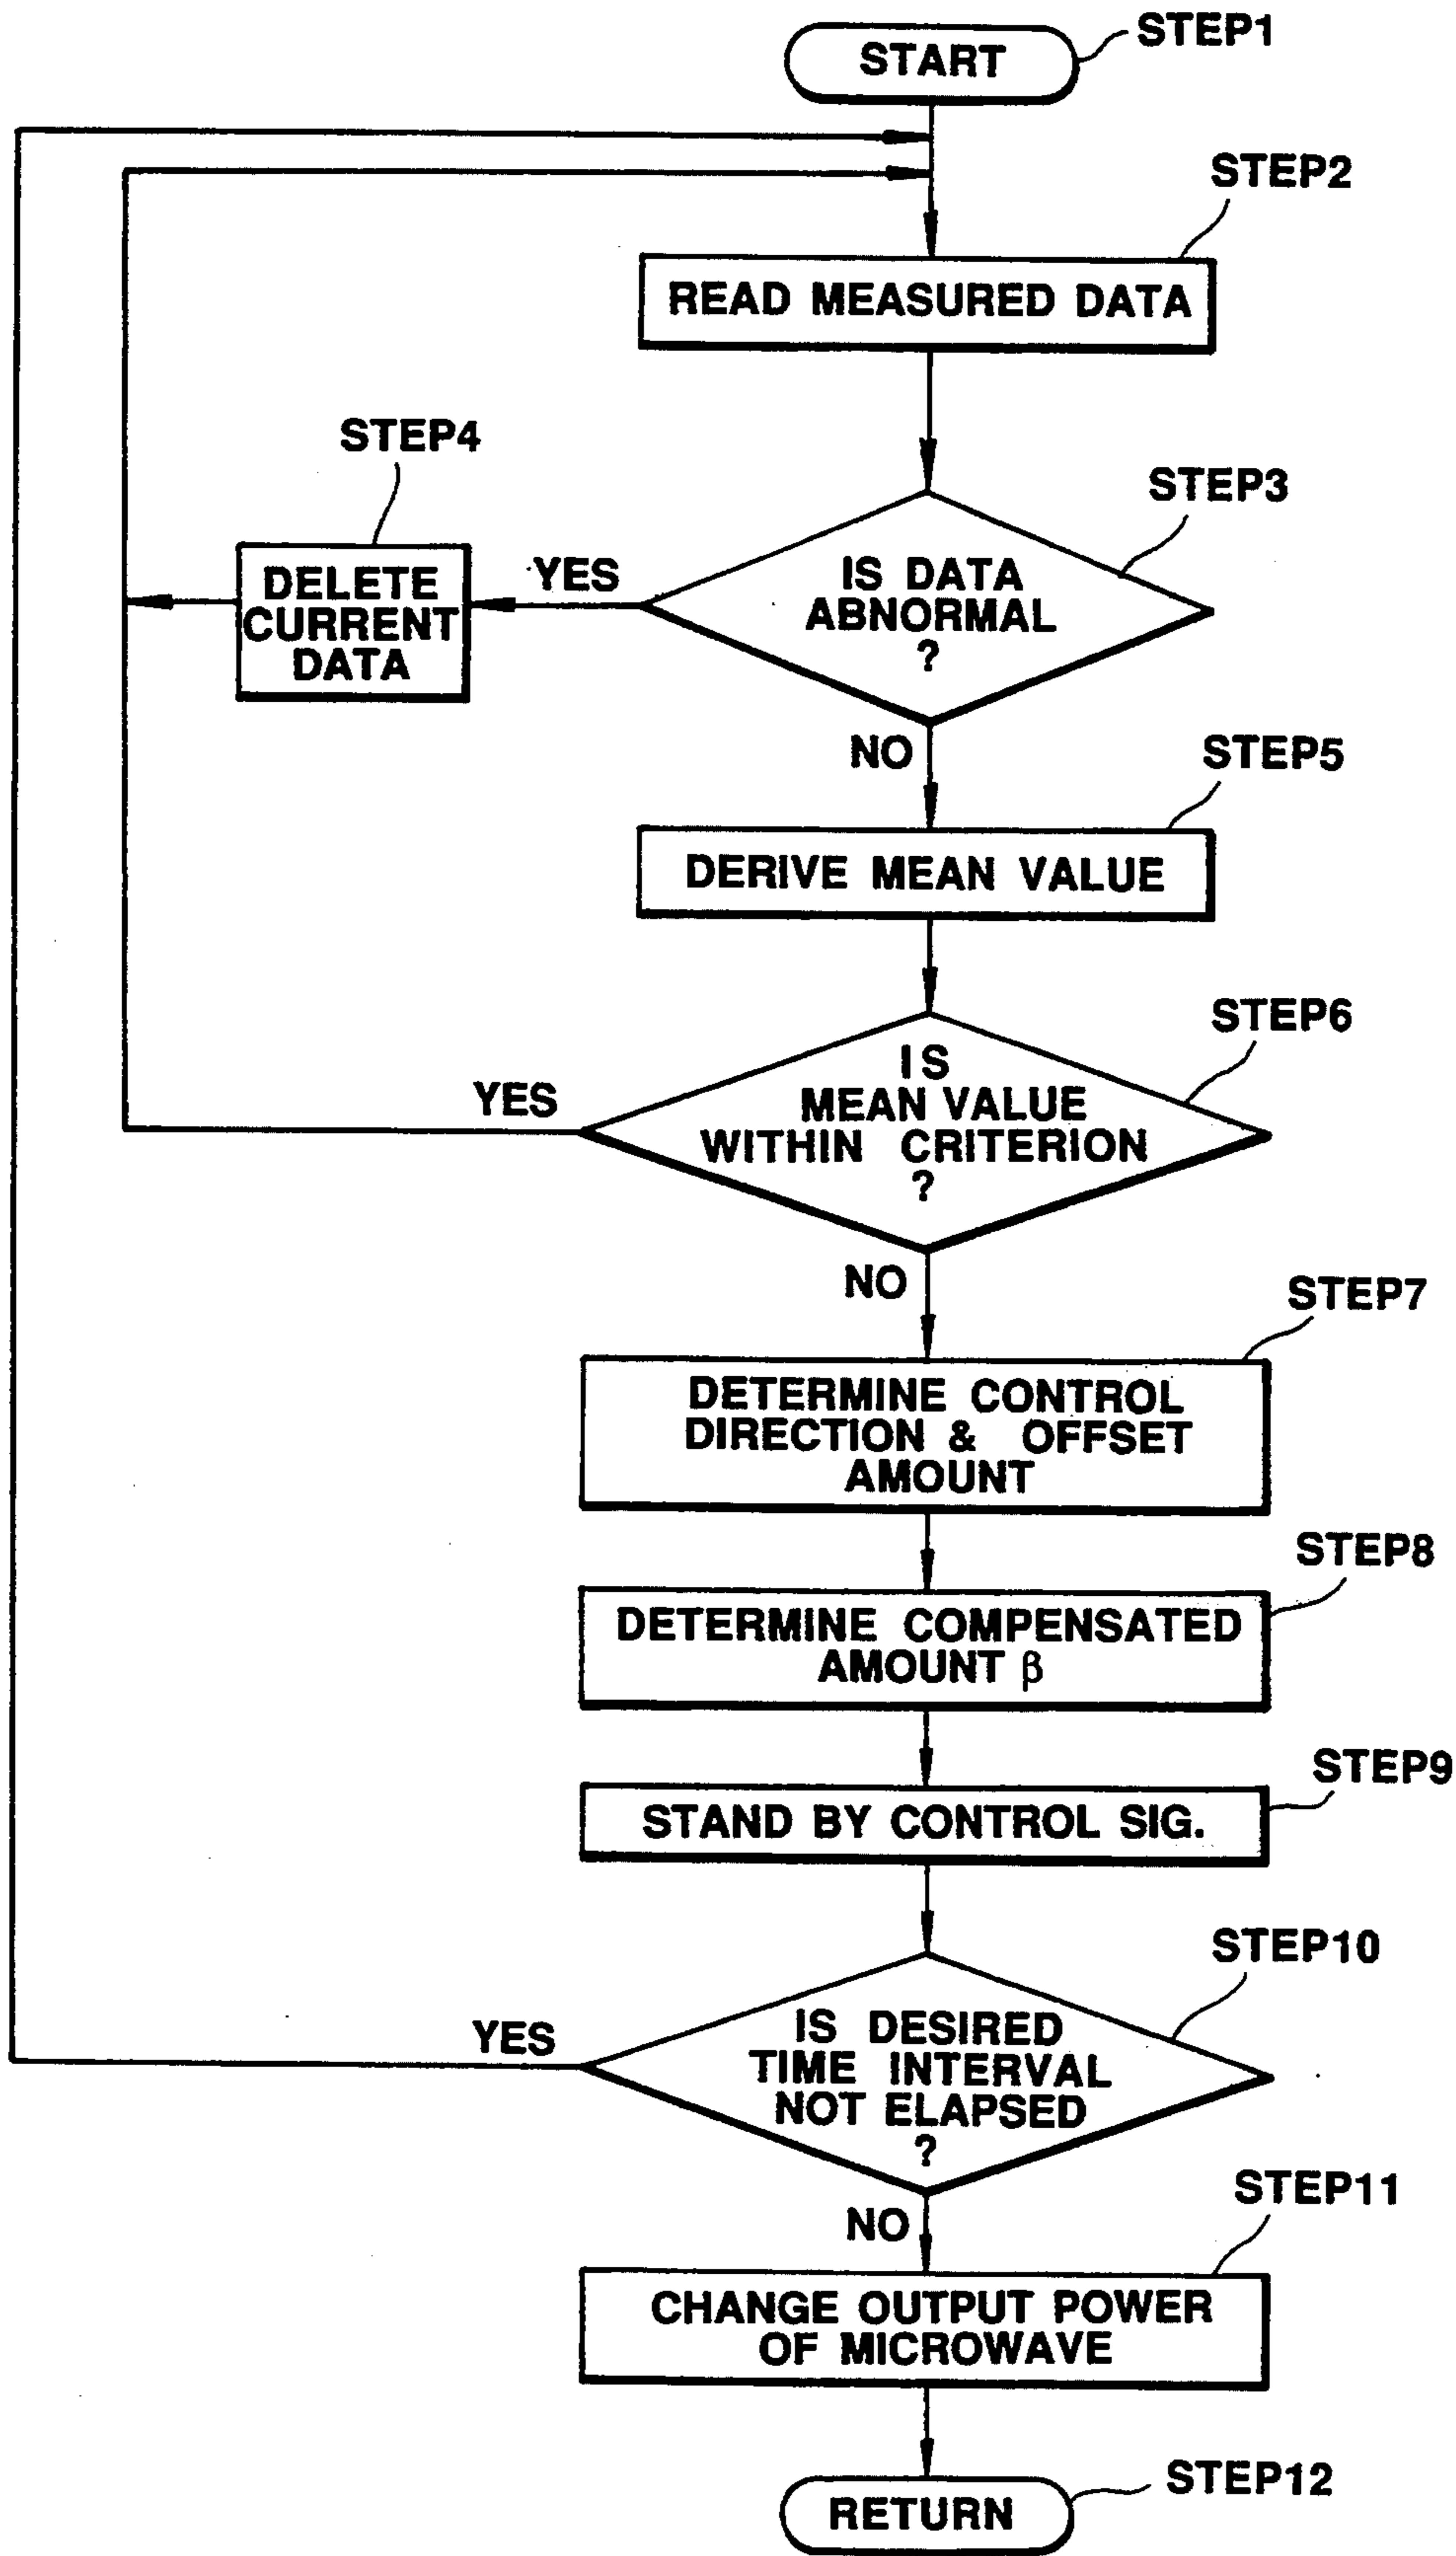 START
STEP1
STEP2
READ MEASURED DATA
STEP4
STEP3
DELETE
CURRENT
DATA
YES
IS DATA
ABNORMAL
?
NO
STEP5
DERIVE MEAN VALUE
STEP6
YES
IS
MEAN VALUE
WITHIN CRITERION
?
NO
STEP7
DETERMINE CONTROL
DIRECTION & OFFSET
AMOUNT
STEP8
DETERMINE COMPENSATED
AMOUNT β
STEP9
STAND BY CONTROL SIG.
STEP10
YES
IS DESIRED
TIME INTERVAL
NOT ELAPSED
?
NO
STEP11
CHANGE OUTPUT POWER
OF MICROWAVE
STEP12
RETURN